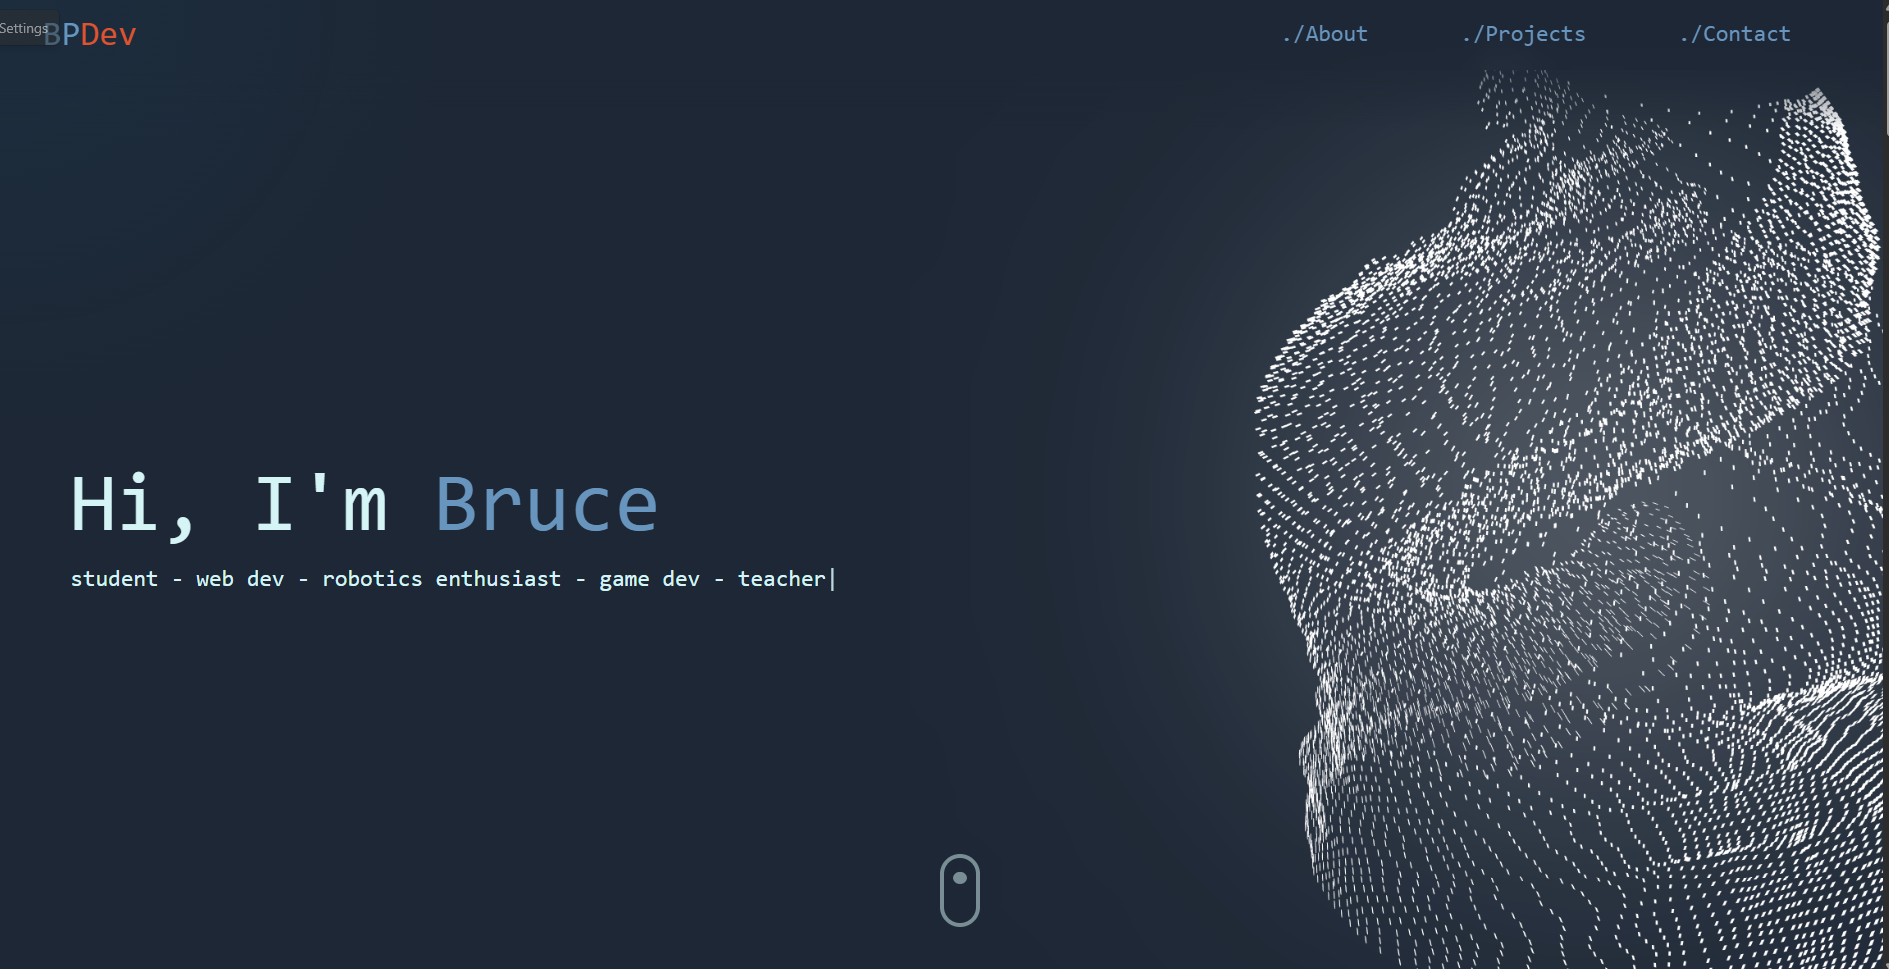 Settings
BPDev
./About ./Projects ./Contact
Hi, I'm Bruce
student - web dev - robotics enthusiast - game dev - teacher|